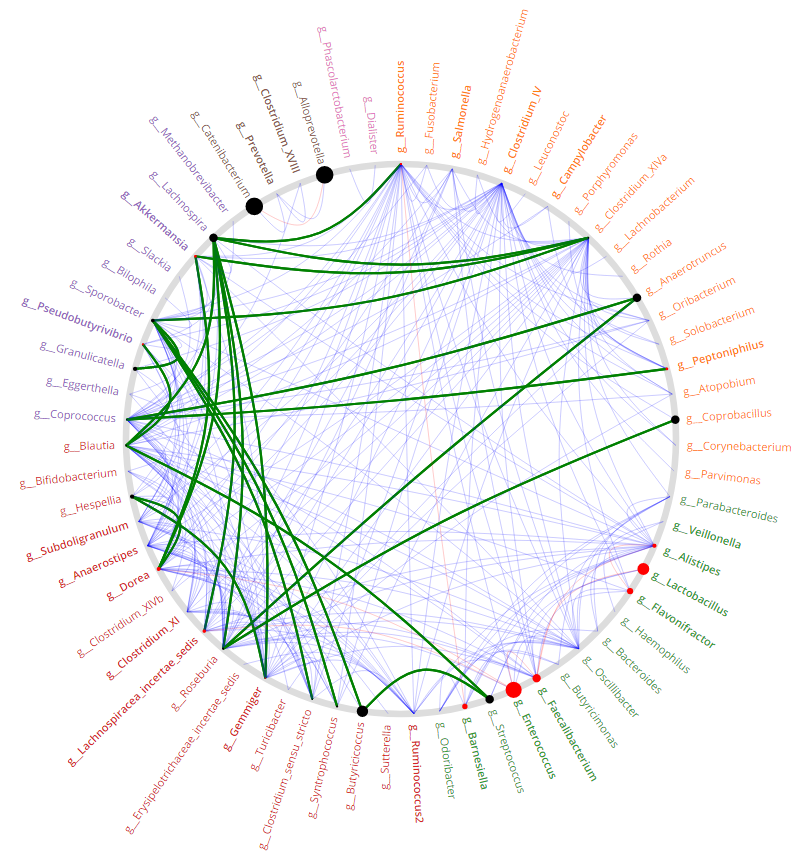 g__Ruminococcus
g__Fusobacterium
g__Salmonella
g__Hydrogenoanaerobacterium
g__Clostridium_IV
g__Leuconostoc
g__Campylobacter
g__Porphyromonas
g__Clostridium_XlVa
g__Lachnobacterium
g__Rothia
g__Anaerotruncus
g__Oribacterium
g__Solobacterium
g__Peptoniphilus
g__Atopobium
g__Coprobacillus
g__Corynebacterium
g__Parvimonas
g__Parabacteroides
g__Veillonella
g__Alistipes
g__Lactobacillus
g__Flavonifractor
g__Haemophilus
g__Bacteroides
g__Oscillibacter
g__Butyricimonas
g__Faecalibacterium
g__Enterococcus
g__Streptococcus
g__Barnesiella
g__Odoribacter
g__Ruminococcus2
g__Sutterella
g__Butyricicoccus
g__Syntrophococcus
g__Clostridium_sensu_stricto
g__Turicibacter
g__Gemmiger
g__Erysipelotrichaceae_incertae_sedis
g__Roseburia
g__Lachnospiracea_incertae_sedis
g__Clostridium_XI
g__Clostridium_XlVb
g__Dorea
g__Anaerostipes
g__Subdoligranulum
g__Hespellia
g__Bifidobacterium
g__Blautia
g__Coprococcus
g__Eggerthella
g__Granulicatella
g__Pseudobutyrivibrio
g__Sporobacter
g__Bilophila
g__Slackia
g__Akkermansia
g__Lachnospira
g__Methanobrevibacter
g__Catenibacterium
g__Prevotella
g__Clostridium_XVIII
g__Alloprevotella
g__Phascolarctobacterium
g__Dialister